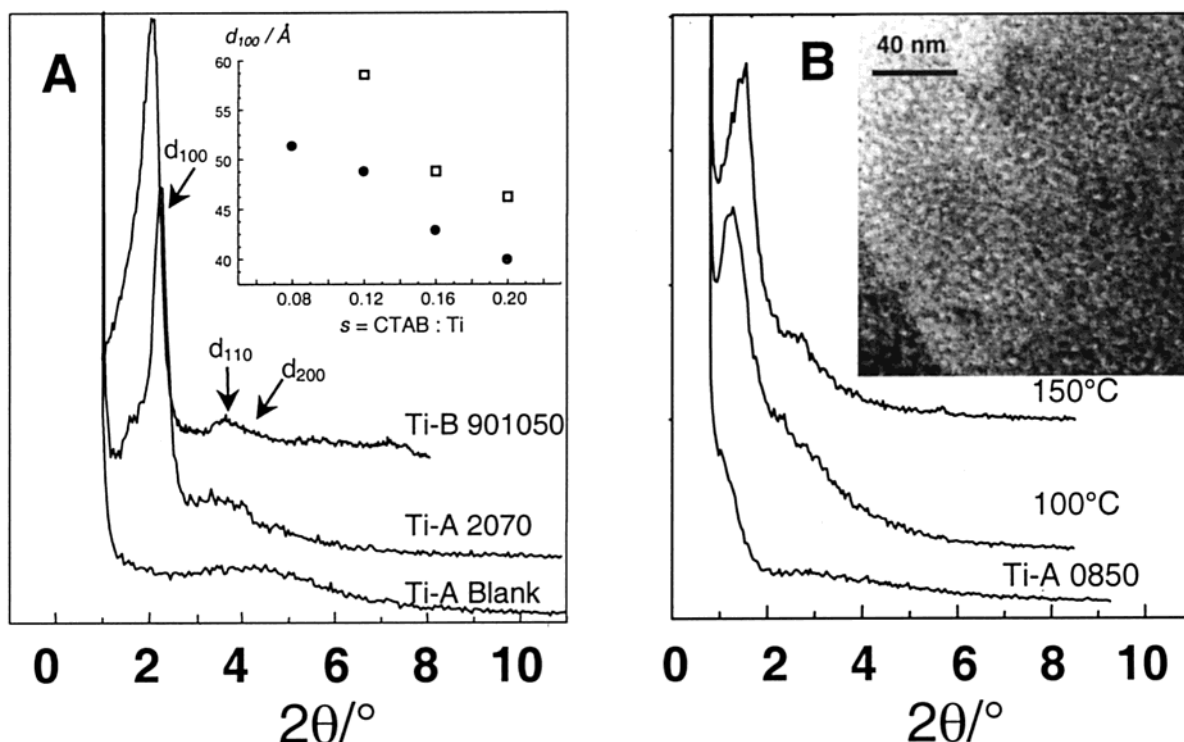 A
d100 / Å
60
55
50
45
40
0.08 0.12 0.16 0.20
s = CTAB : Ti
d100
d110
d200
Ti-B 901050
Ti-A 2070
Ti-A Blank
0 2 4 6 8 10
2θ/°
B
40 nm
150°C
100°C
Ti-A 0850
0 2 4 6 8 10
2θ/°